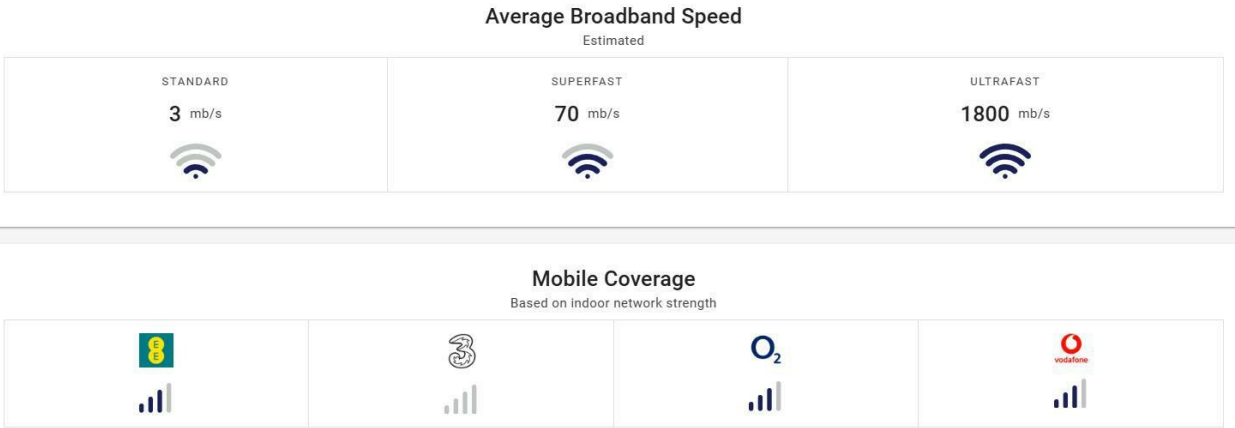 Average Broadband Speed
Estimated
STANDARD
SUPERFAST
ULTRAFAST
3 mb/s
70 mb/s
1800 mb/s
Mobile Coverage
Based on indoor network strength
E
E
3
O2
vodafone